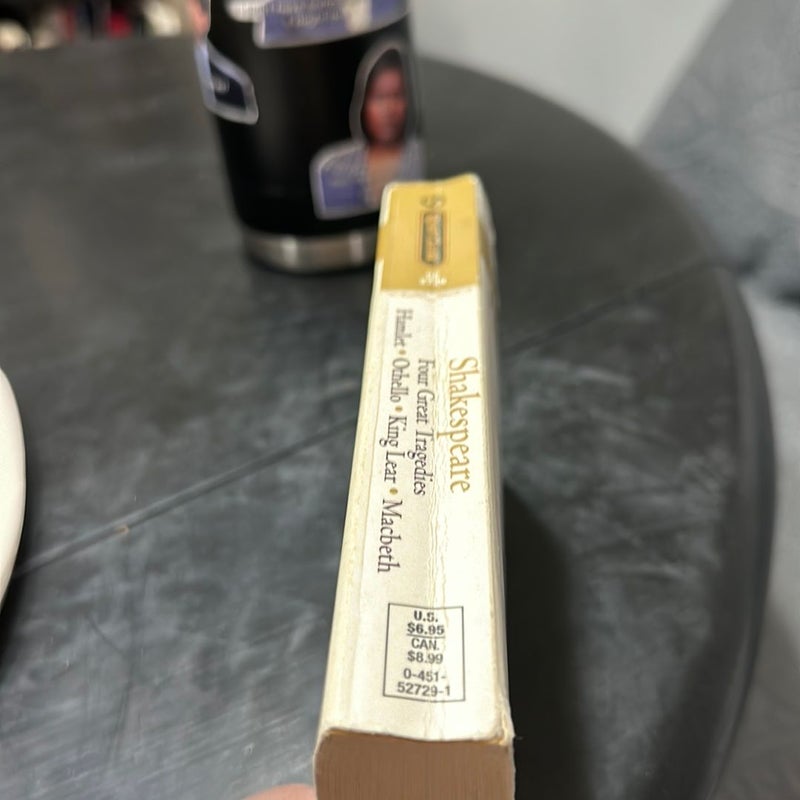 Shakespeare
Four Great Tragedies
Hamlet • Othello • King Lear • Macbeth
U.S.
$6.95
CAN.
$8.99
0-451-
52729-1